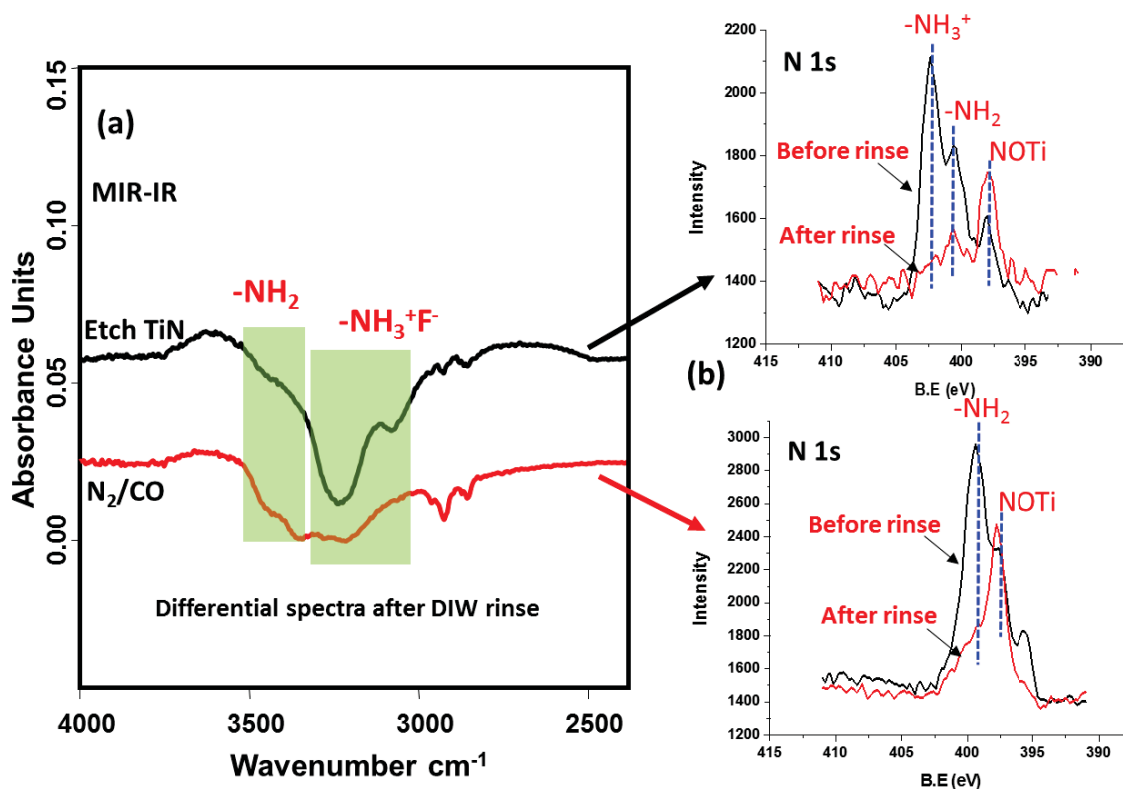 (a)
MIR-IR
-NH2
-NH3+F-
Etch TiN
N2/CO
Differential spectra after DIW rinse
Absorbance Units
0.15
0.10
0.05
0.00
4000 3500 3000 2500
Wavenumber cm-1
-NH3+
N 1s
-NH2
NOTi
Before rinse
After rinse
Intensity
2200
2000
1800
1600
1400
1200
415 410 405 400 395 390
B.E (eV)
(b)
-NH2
N 1s
NOTi
Before rinse
After rinse
Intensity
3000
2800
2600
2400
2200
2000
1800
1600
1400
1200
415 410 405 400 395 390
B.E (eV)